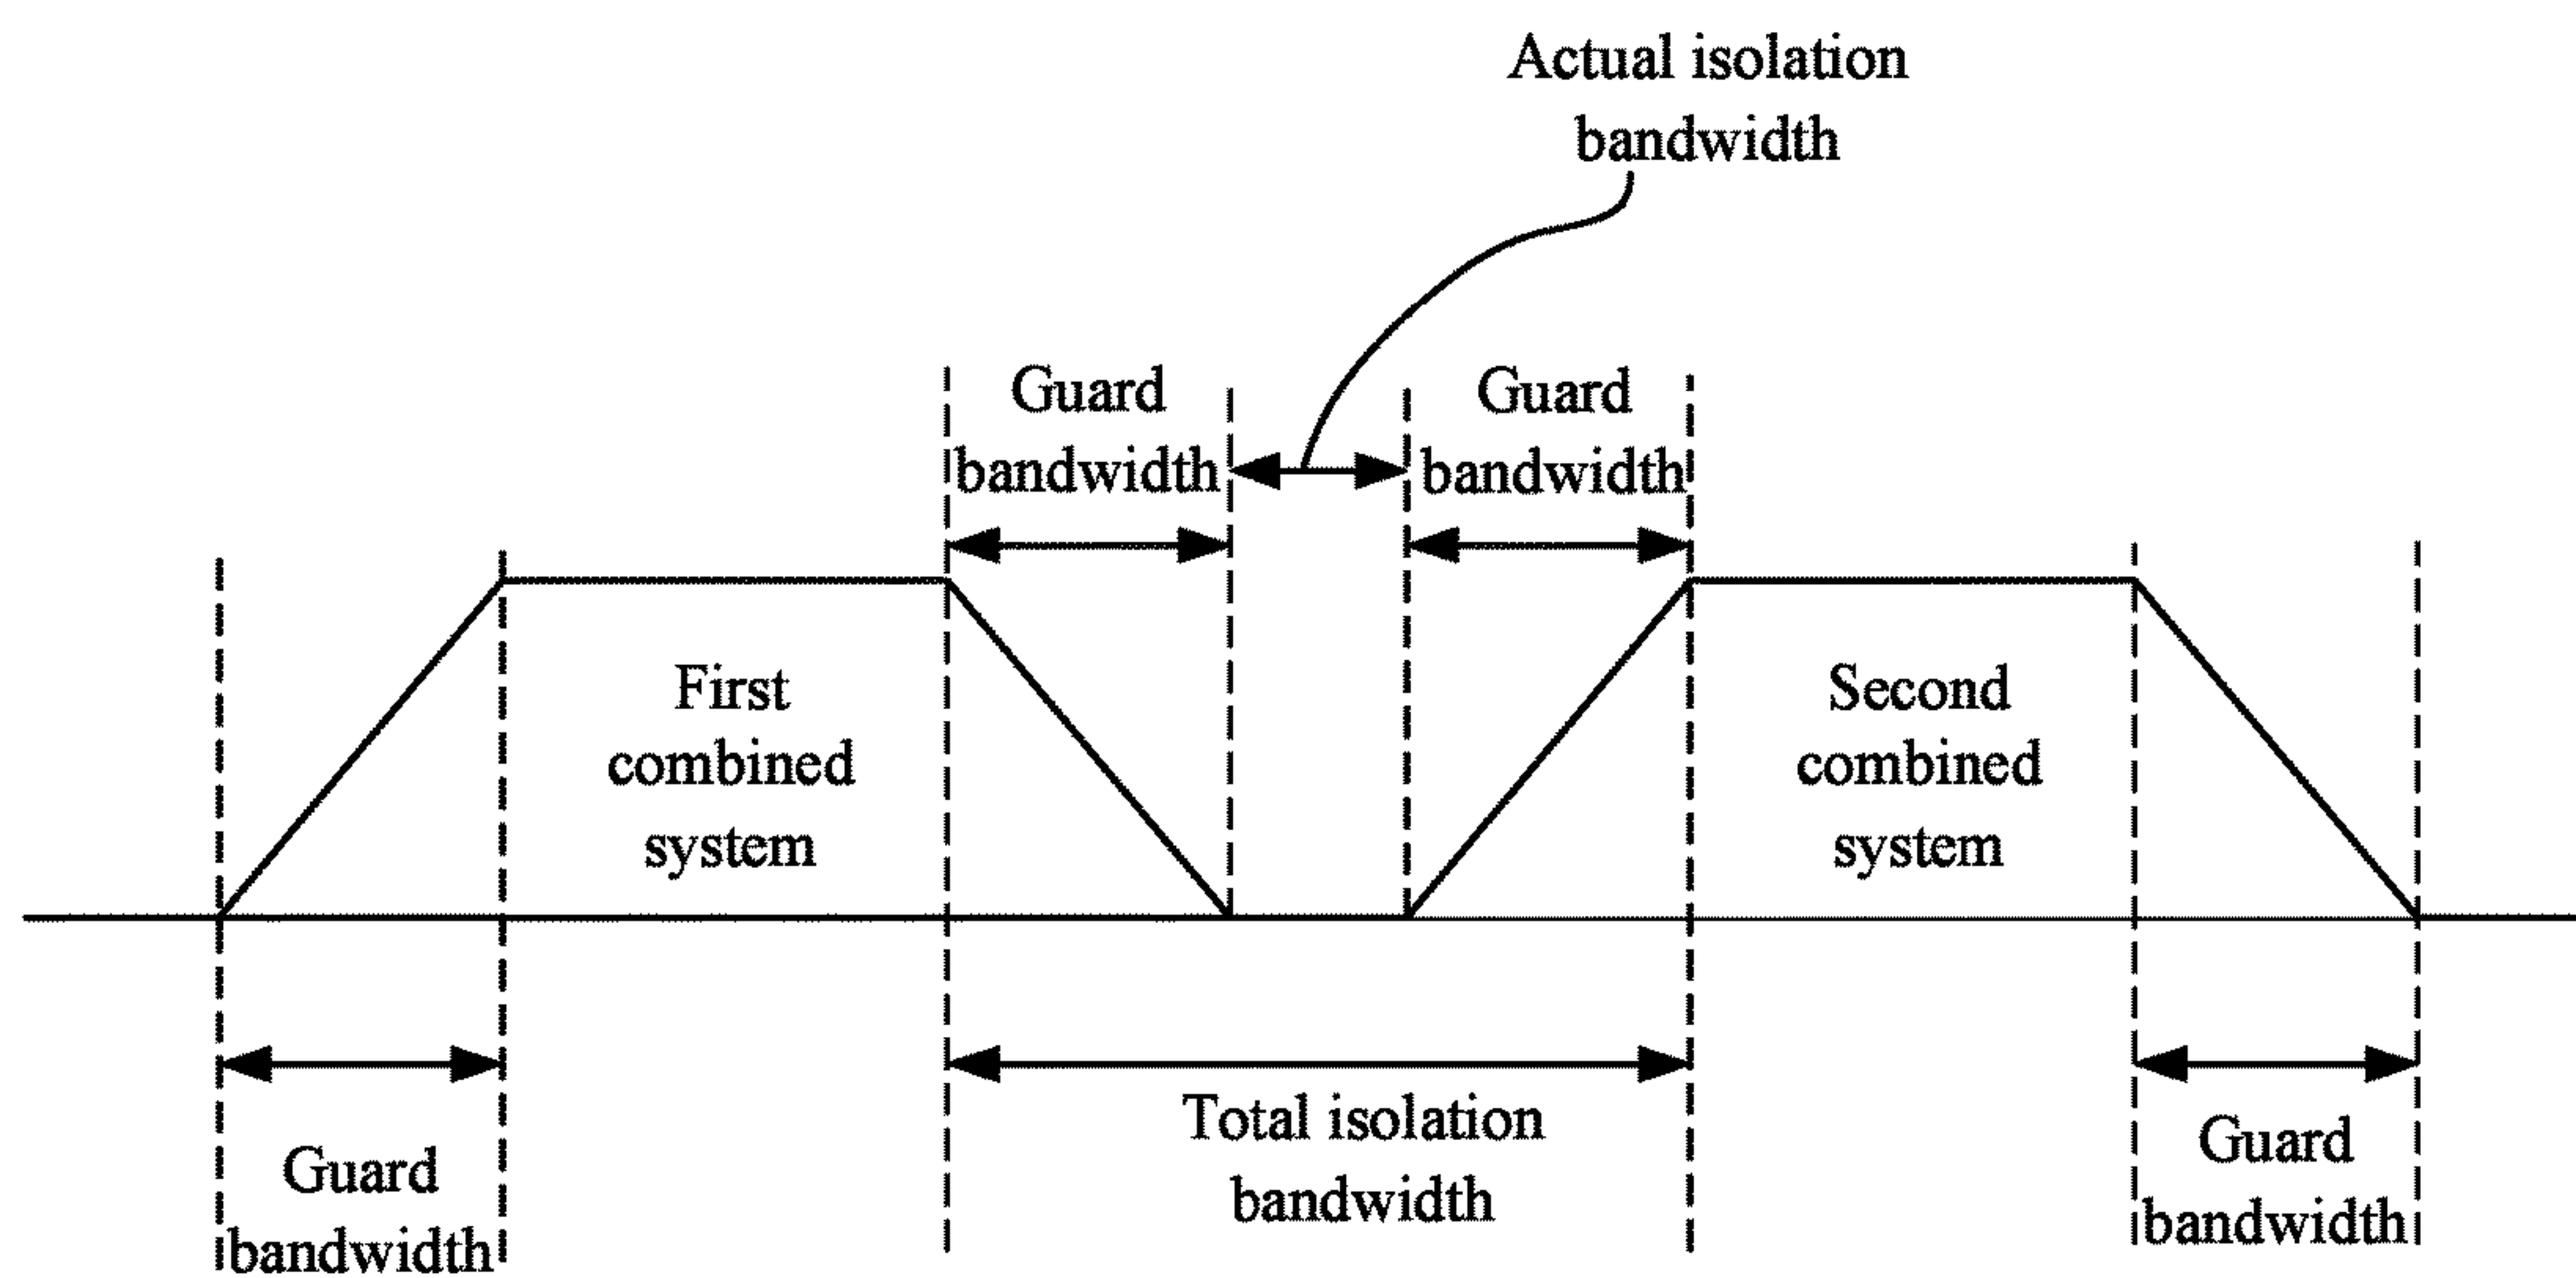 Actual isolation
bandwidth
Guard
bandwidth
Guard
bandwidth
First
combined
system
Second
combined
system
Guard
bandwidth
Total isolation
bandwidth
Guard
bandwidth